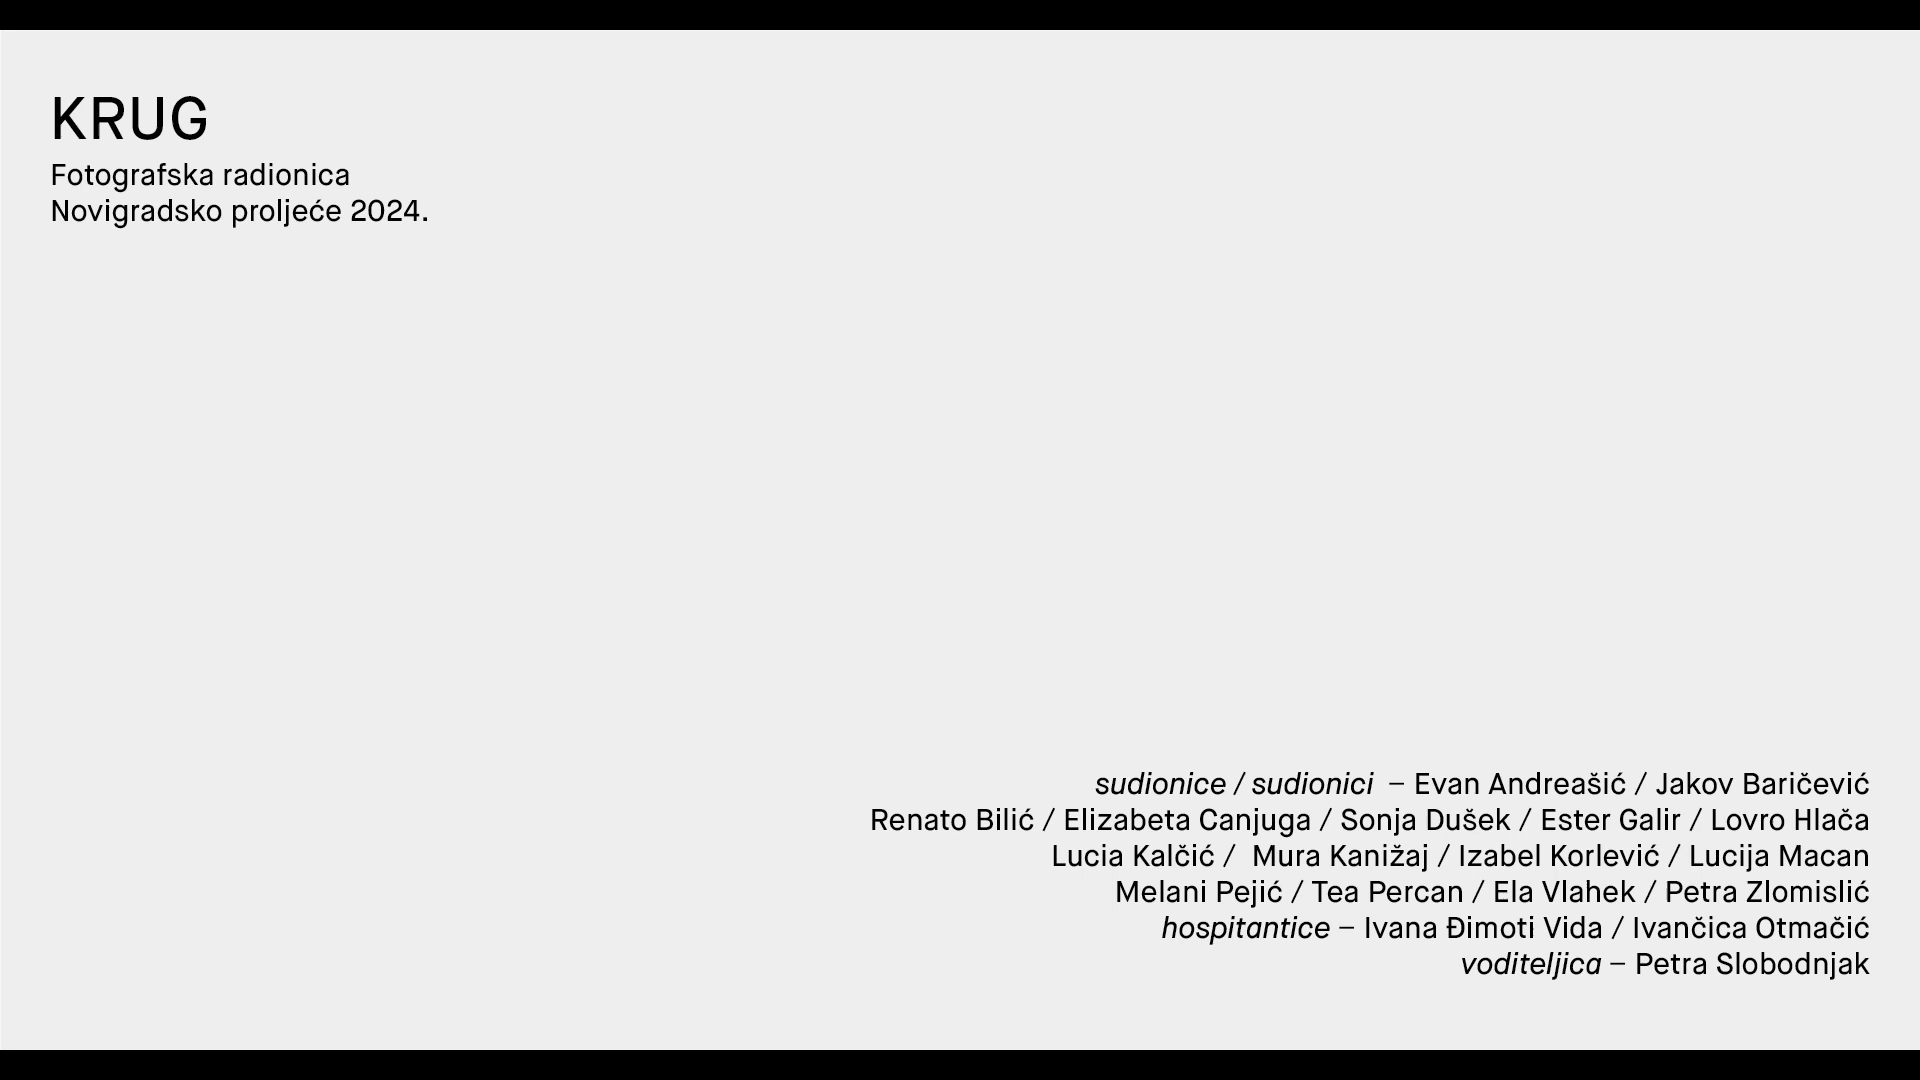 KRUG
Fotografska radionica
Novigradsko proljeće 2024.
sudionice / sudionici – Evan Andreašić / Jakov Baričević
Renato Bilić / Elizabeta Canjuga / Sonja Dušek / Ester Galir / Lovro Hlača
Lucia Kalčić / Mura Kanižaj / Izabel Korlević / Lucija Macan
Melani Pejić / Tea Percan / Ela Vlahek / Petra Zlomislić
hospitantice – Ivana Đimoti Vida / Ivančica Otmačić
voditeljica – Petra Slobodnjak